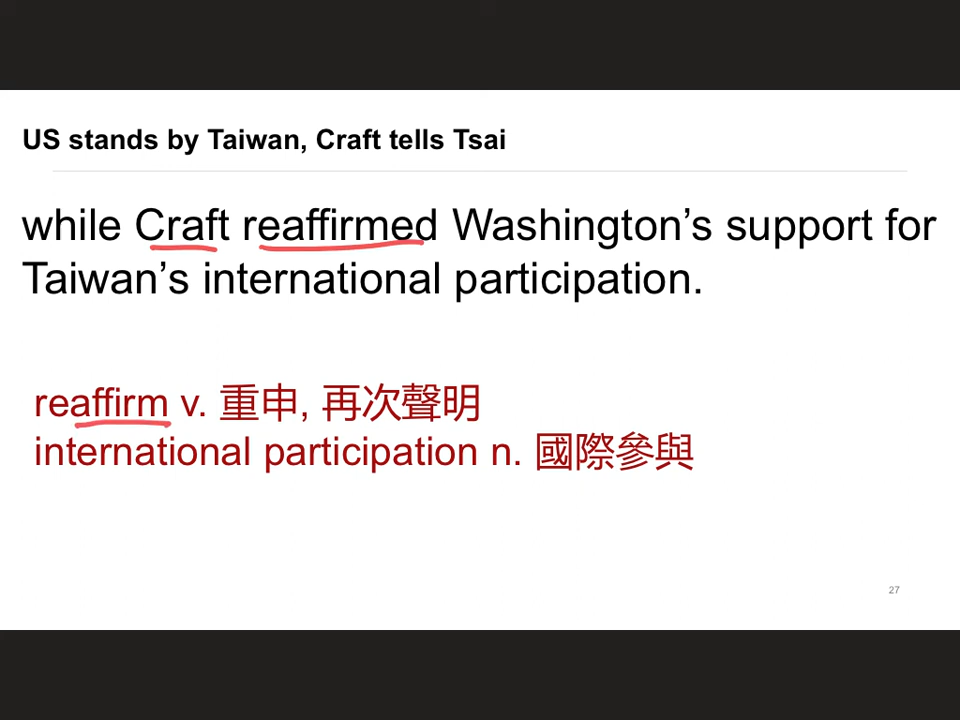 US stands by Taiwan, Craft tells Tsai
while Craft reaffirmed Washington’s support for
Taiwan’s international participation.
reaffirm v. 重申, 再次聲明
international participation n. 國際參與
27